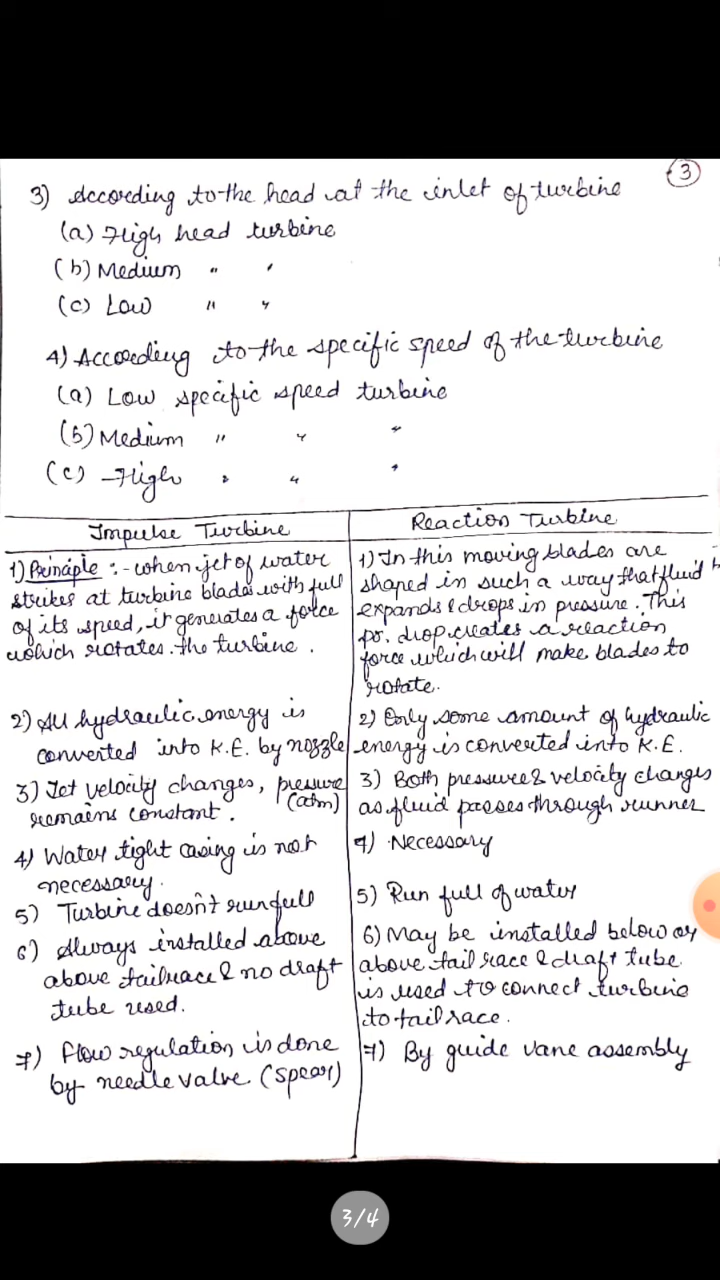 3
3) According to the head at the inlet of turbine
(a) High head turbine
(b) Medium " "
(c) Low " "
4) According to the specific speed of the turbine
(a) Low specific speed turbine
(b) Medium " " "
(c) High " " "
Impulse Turbine
1) Principle :- when jet of water
strikes at turbine blades with full
of its speed, it generates a force
which rotates the turbine.
2) All hydraulic energy is
converted into K.E. by nozzle
3) Jet velocity changes, pressure
(atm)
remains constant.
4) Water tight casing is not
necessary.
5) Turbine doesn't run full
6) Always installed above
above tailrace & no draft
tube used.
7) Flow regulation is done
by needle valve (spear)
Reaction Turbine
1) In this moving blades are
shaped in such a way that fluid
expands & drops in pressure. This
pr. drop creates a reaction
force which will make blades to
rotate.
2) Only some amount of hydraulic
energy is converted into K.E.
3) Both pressure & velocity changes
as fluid passes through runner
4) Necessary
5) Run full of water
6) May be installed below or
above tail race & draft tube
is used to connect turbine
to tail race.
7) By guide vane assembly
3/4